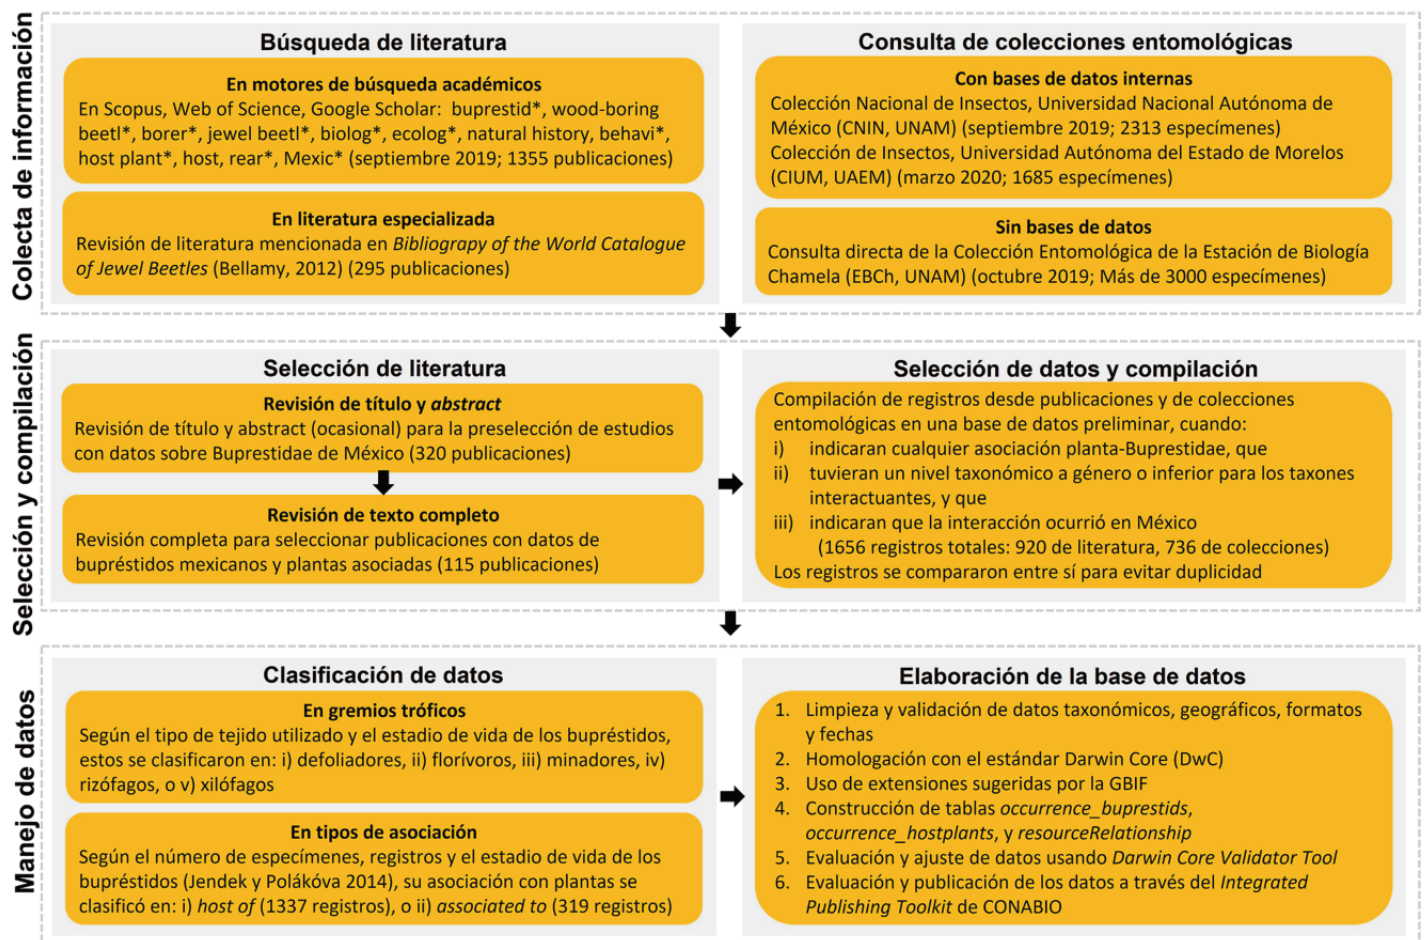 Colecta de información
Búsqueda de literatura
En motores de búsqueda académicos
En Scopus, Web of Science, Google Scholar: buprestid*, wood-boring
beetl*, borer*, jewel beetl*, biolog*, ecolog*, natural history, behavi*,
host plant*, host, rear*, Mexic* (septiembre 2019; 1355 publicaciones)
En literatura especializada
Revisión de literatura mencionada en Bibliograpy of the World Catalogue
of Jewel Beetles (Bellamy, 2012) (295 publicaciones)
Consulta de colecciones entomológicas
Con bases de datos internas
Colección Nacional de Insectos, Universidad Nacional Autónoma de
México (CNIN, UNAM) (septiembre 2019; 2313 especímenes)
Colección de Insectos, Universidad Autónoma del Estado de Morelos
(CIUM, UAEM) (marzo 2020; 1685 especímenes)
Sin bases de datos
Consulta directa de la Colección Entomológica de la Estación de Biología
Chamela (EBCh, UNAM) (octubre 2019; Más de 3000 especímenes)
Selección y compilación
Selección de literatura
Revisión de título y abstract
Revisión de título y abstract (ocasional) para la preselección de estudios
con datos sobre Buprestidae de México (320 publicaciones)
Revisión de texto completo
Revisión completa para seleccionar publicaciones con datos de
bupréstidos mexicanos y plantas asociadas (115 publicaciones)
Selección de datos y compilación
Compilación de registros desde publicaciones y de colecciones
entomológicas en una base de datos preliminar, cuando:
i) indicaran cualquier asociación planta-Buprestidae, que
ii) tuvieran un nivel taxonómico a género o inferior para los taxones
interactuantes, y que
iii) indicaran que la interacción ocurrió en México
(1656 registros totales: 920 de literatura, 736 de colecciones)
Los registros se compararon entre sí para evitar duplicidad
Manejo de datos
Clasificación de datos
En gremios tróficos
Según el tipo de tejido utilizado y el estadio de vida de los bupréstidos,
estos se clasificaron en: i) defoliadores, ii) florívoros, iii) minadores, iv)
rizófagos, o v) xilófagos
En tipos de asociación
Según el número de especímenes, registros y el estadio de vida de los
bupréstidos (Jendek y Polákóva 2014), su asociación con plantas se
clasificó en: i) host of (1337 registros), o ii) associated to (319 registros)
Elaboración de la base de datos
1. Limpieza y validación de datos taxonómicos, geográficos, formatos
y fechas
2. Homologación con el estándar Darwin Core (DwC)
3. Uso de extensiones sugeridas por la GBIF
4. Construcción de tablas occurrence_buprestids,
occurrence_hostplants, y resourceRelationship
5. Evaluación y ajuste de datos usando Darwin Core Validator Tool
6. Evaluación y publicación de los datos a través del Integrated
Publishing Toolkit de CONABIO